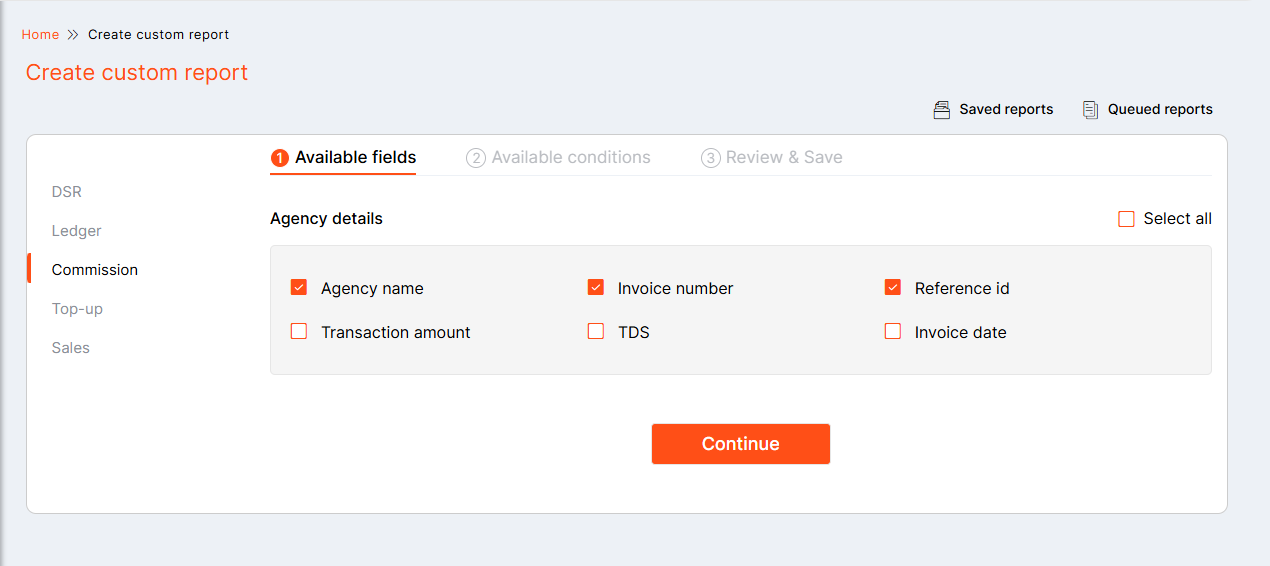 Home Create custom report
Create custom report
Saved reports Queued reports
1 Available fields 2 Available conditions 3 Review & Save
DSR
Ledger
Commission
Top-up
Sales
Agency details Select all
Agency name Invoice number Reference id
Transaction amount TDS Invoice date
Continue